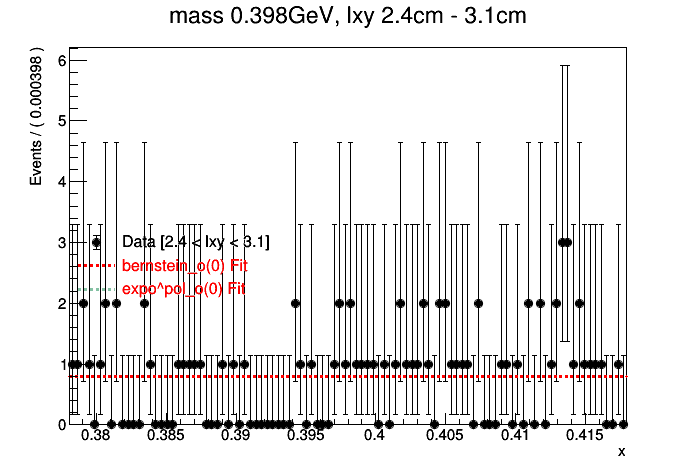 mass 0.398GeV, lxy 2.4cm - 3.1cm
Events / ( 0.000398 )
6
5
4
3
2
1
0
Data [2.4 < lxy < 3.1]
bernstein_o(0) Fit
expo^pol_o(0) Fit
0.38 0.385 0.39 0.395 0.4 0.405 0.41 0.415
x